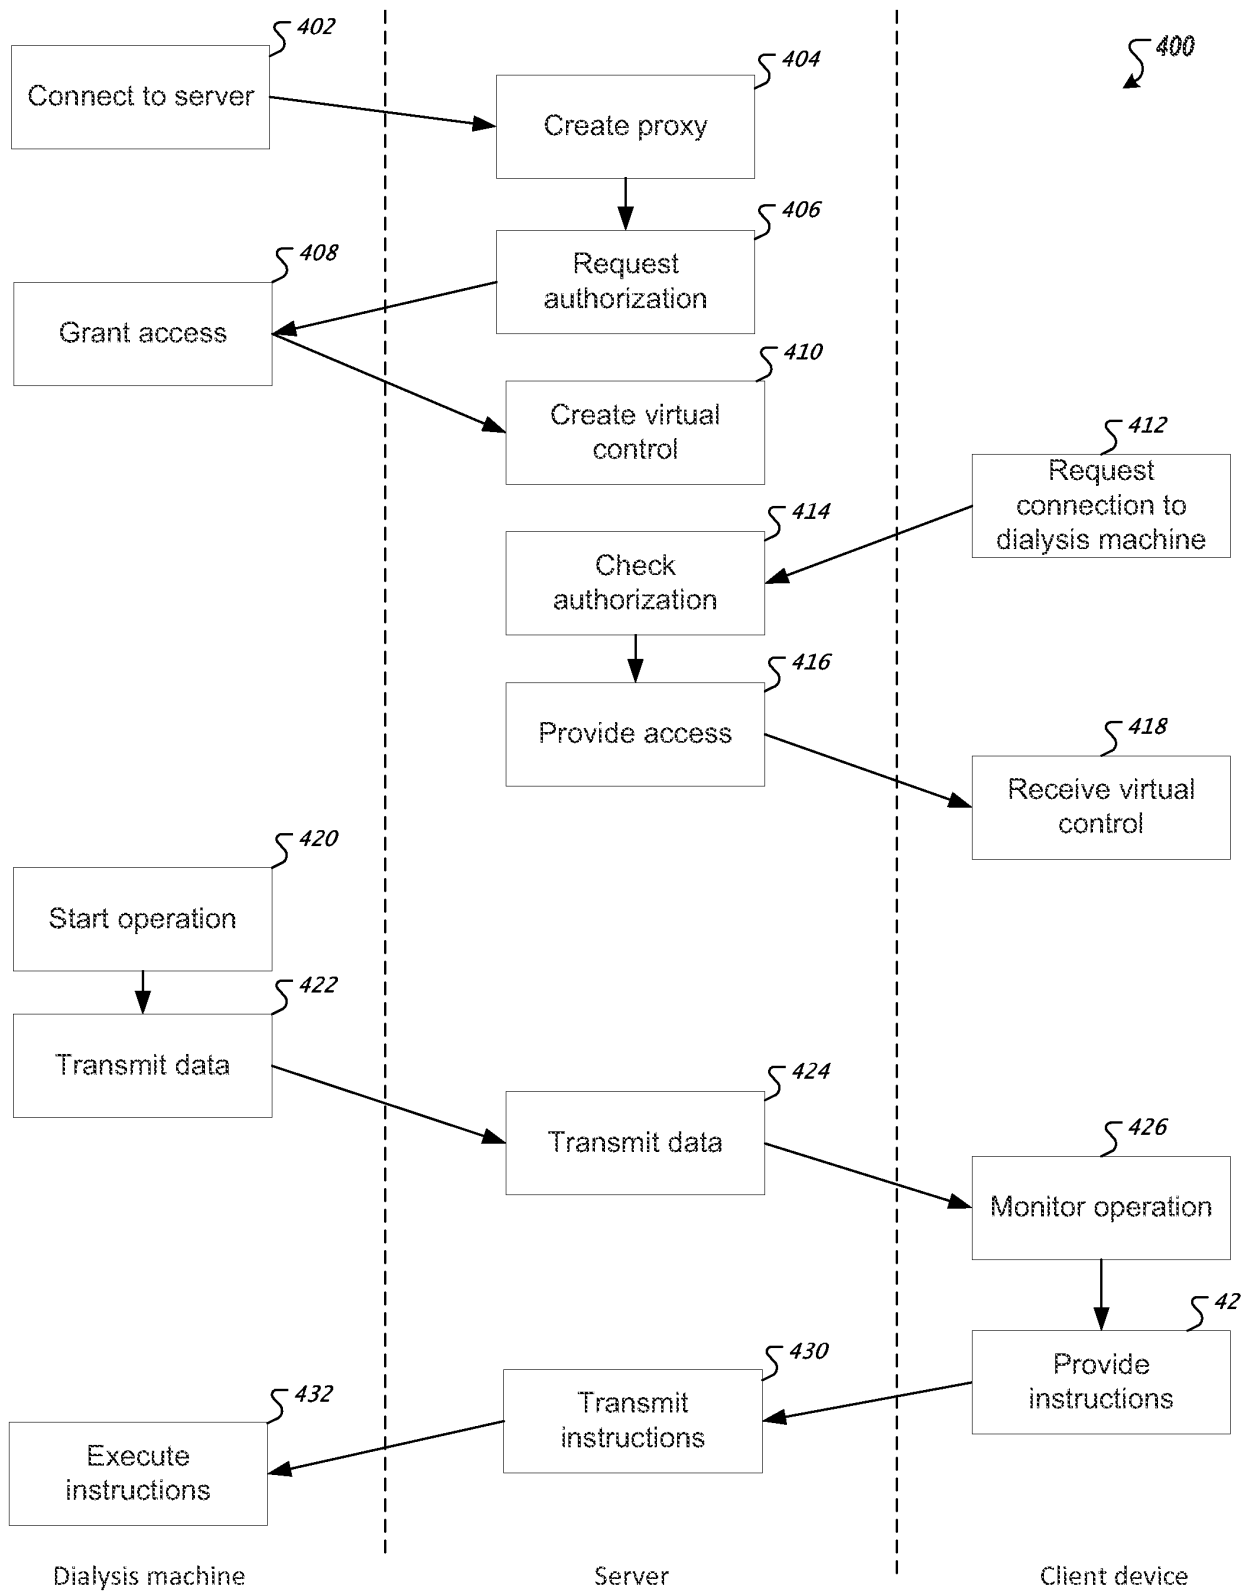 402
Connect to server
404
Create proxy
400
406
Request
authorization
408
Grant access
410
Create virtual
control
412
Request
connection to
dialysis machine
414
Check
authorization
416
Provide access
418
Receive virtual
control
420
Start operation
422
Transmit data
424
Transmit data
426
Monitor operation
42
Provide
instructions
430
Transmit
instructions
432
Execute
instructions
Dialysis machine
Server
Client device